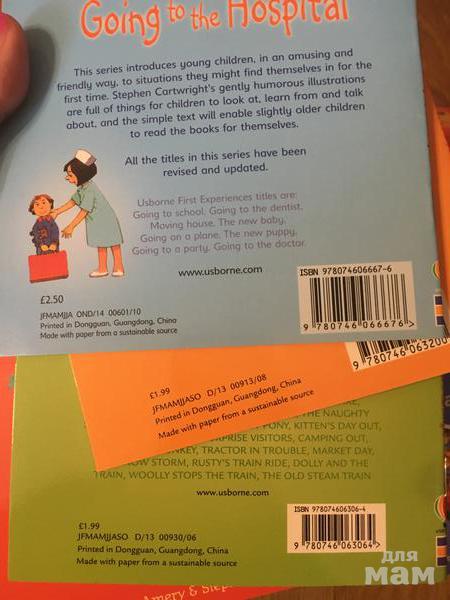 Going to the Hospital
This series introduces young children, in an amusing and
friendly way, to situations they might find themselves in for the
first time. Stephen Cartwright's gently humorous illustrations
are full of things for children to look at, learn from and talk
about, and the simple text will enable slightly older children
to read the books for themselves.
All the titles in this series have been
revised and updated.
Usborne First Experiences titles are:
Going to school, Going to the dentist,
Moving house, The new baby,
Going on a plane, The new puppy,
Going to a party, Going to the doctor.
www.usborne.com
ISBN 978074606667-6
9 780746 066676 >
£2.50
JFMAMJJA OND/14 00601/10
Printed in Dongguan, Guangdong, China
Made with paper from a sustainable source
9 780746 063200
£1.99
JFMAMJJASO D/13 00913/08
Printed in Dongguan, Guangdong, China
Made with paper from a sustainable source
THE NAUGHTY
PONY, KITTEN'S DAY OUT,
SURPRISE VISITORS, CAMPING OUT,
TRACTOR IN TROUBLE, MARKET DAY,
STORM, RUSTY'S TRAIN RIDE, DOLLY AND THE
TRAIN, WOOLLY STOPS THE TRAIN, THE OLD STEAM TRAIN
www.usborne.com
ISBN 978074606306-4
9 780746 063064 >
£1.99
JFMAMJJASO D/13 00930/06
Printed in Dongguan, Guangdong, China
Made with paper from a sustainable source
Amery & Step
для
мам